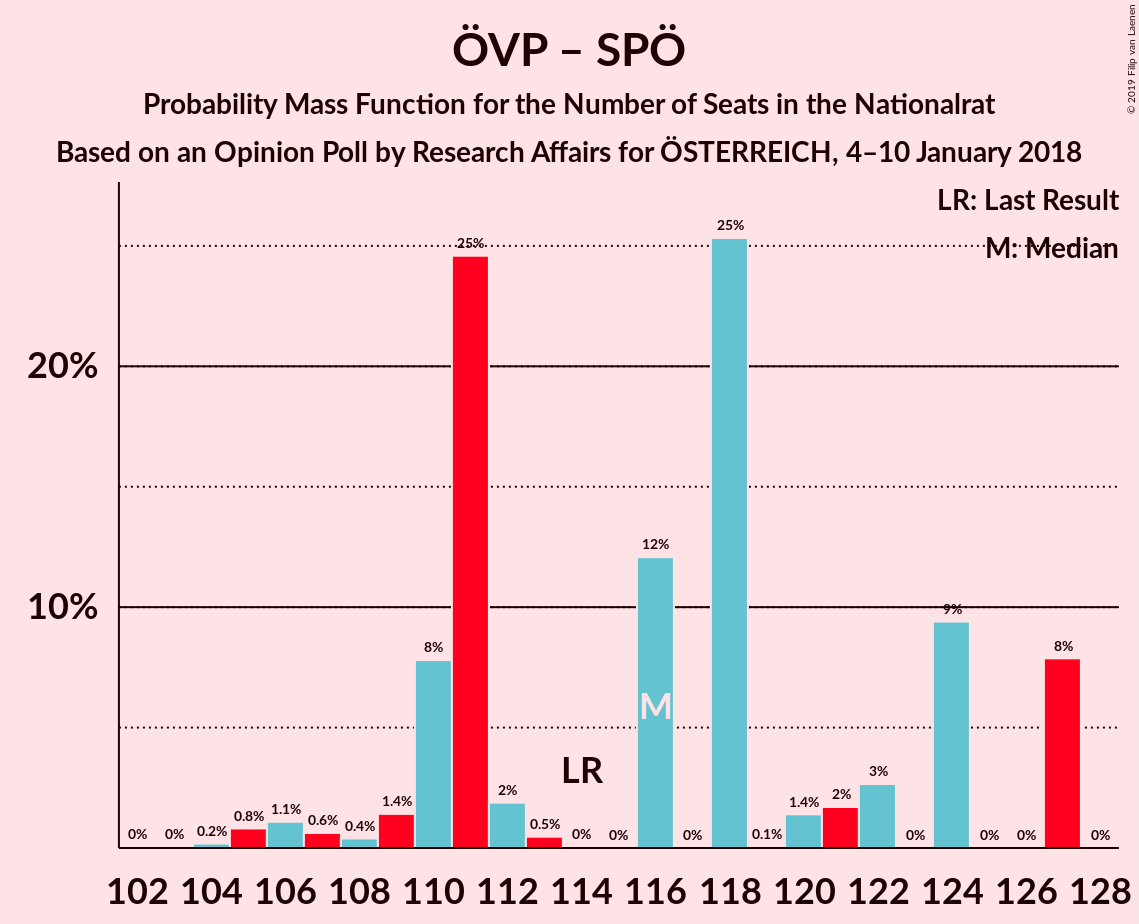 ÖVP – SPÖ
Probability Mass Function for the Number of Seats in the Nationalrat
Based on an Opinion Poll by Research Affairs for ÖSTERREICH, 4–10 January 2018
© 2019 Filip van Laenen
LR: Last Result
M: Median
20%
10%
0% 0% 0.2% 0.8% 1.1% 0.6% 0.4% 1.4% 8% 25% 2% 0.5% 0% 0% 12% 0% 25% 0.1% 1.4% 2% 3% 0% 9% 0% 0% 8% 0%
M
LR
102 104 106 108 110 112 114 116 118 120 122 124 126 128